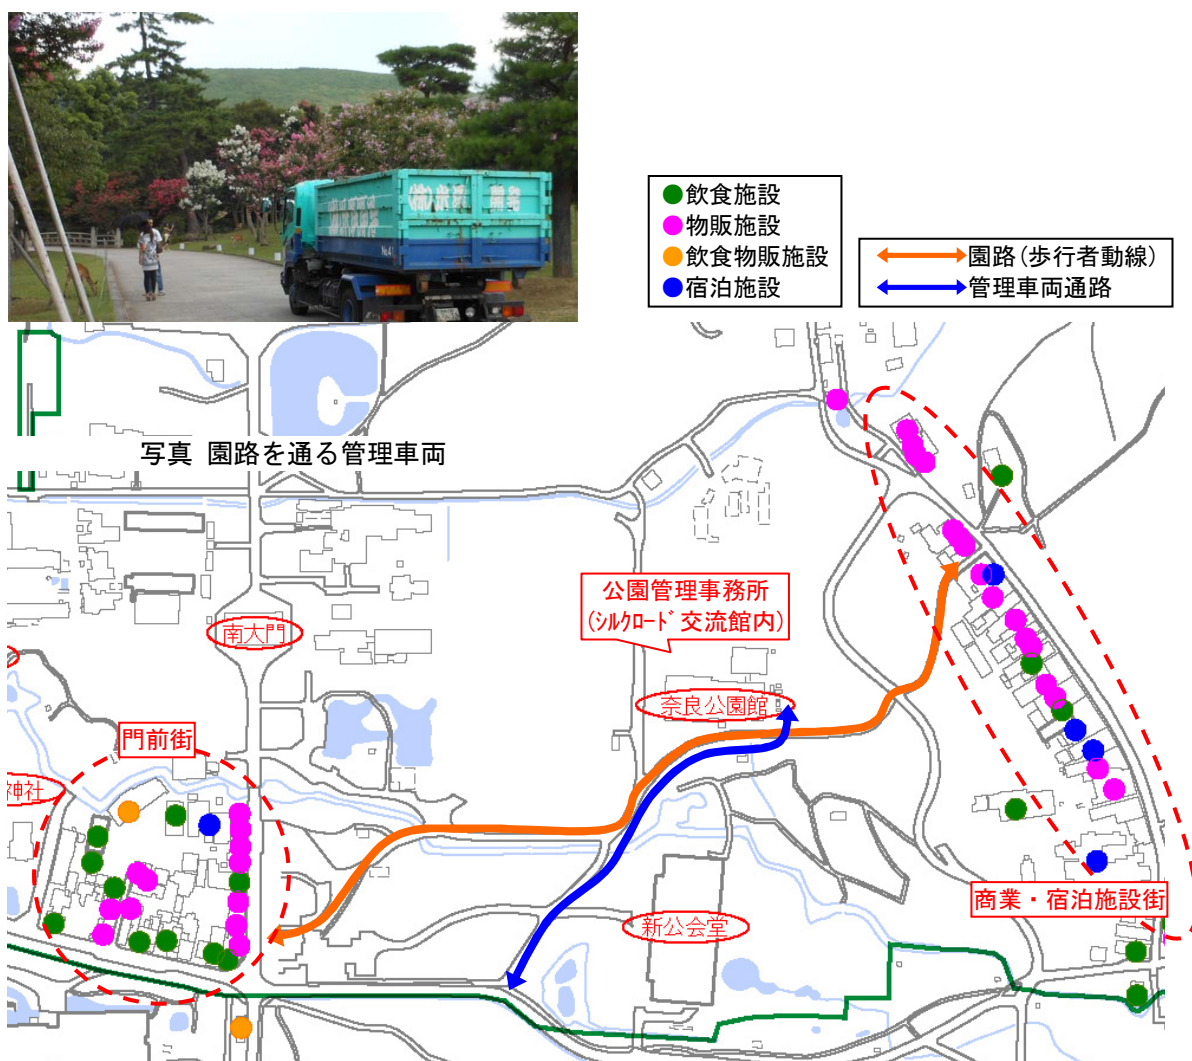 No.41
飲食施設
物販施設
飲食物販施設
宿泊施設
園路(歩行者動線)
管理車両通路
写真 園路を通る管理車両
公園管理事務所
(シルクロード交流館内)
南大門
奈良公園館
門前街
神社
商業・宿泊施設街
新公会堂